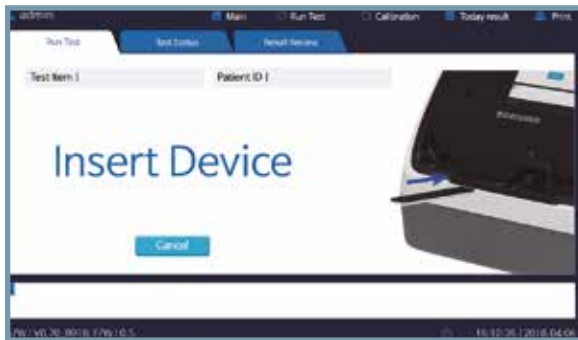 admin Main Run Test Calibration Today result Print
Run Test Test Status Result Review
Test Item | Patient ID |
Insert Device
Cancel